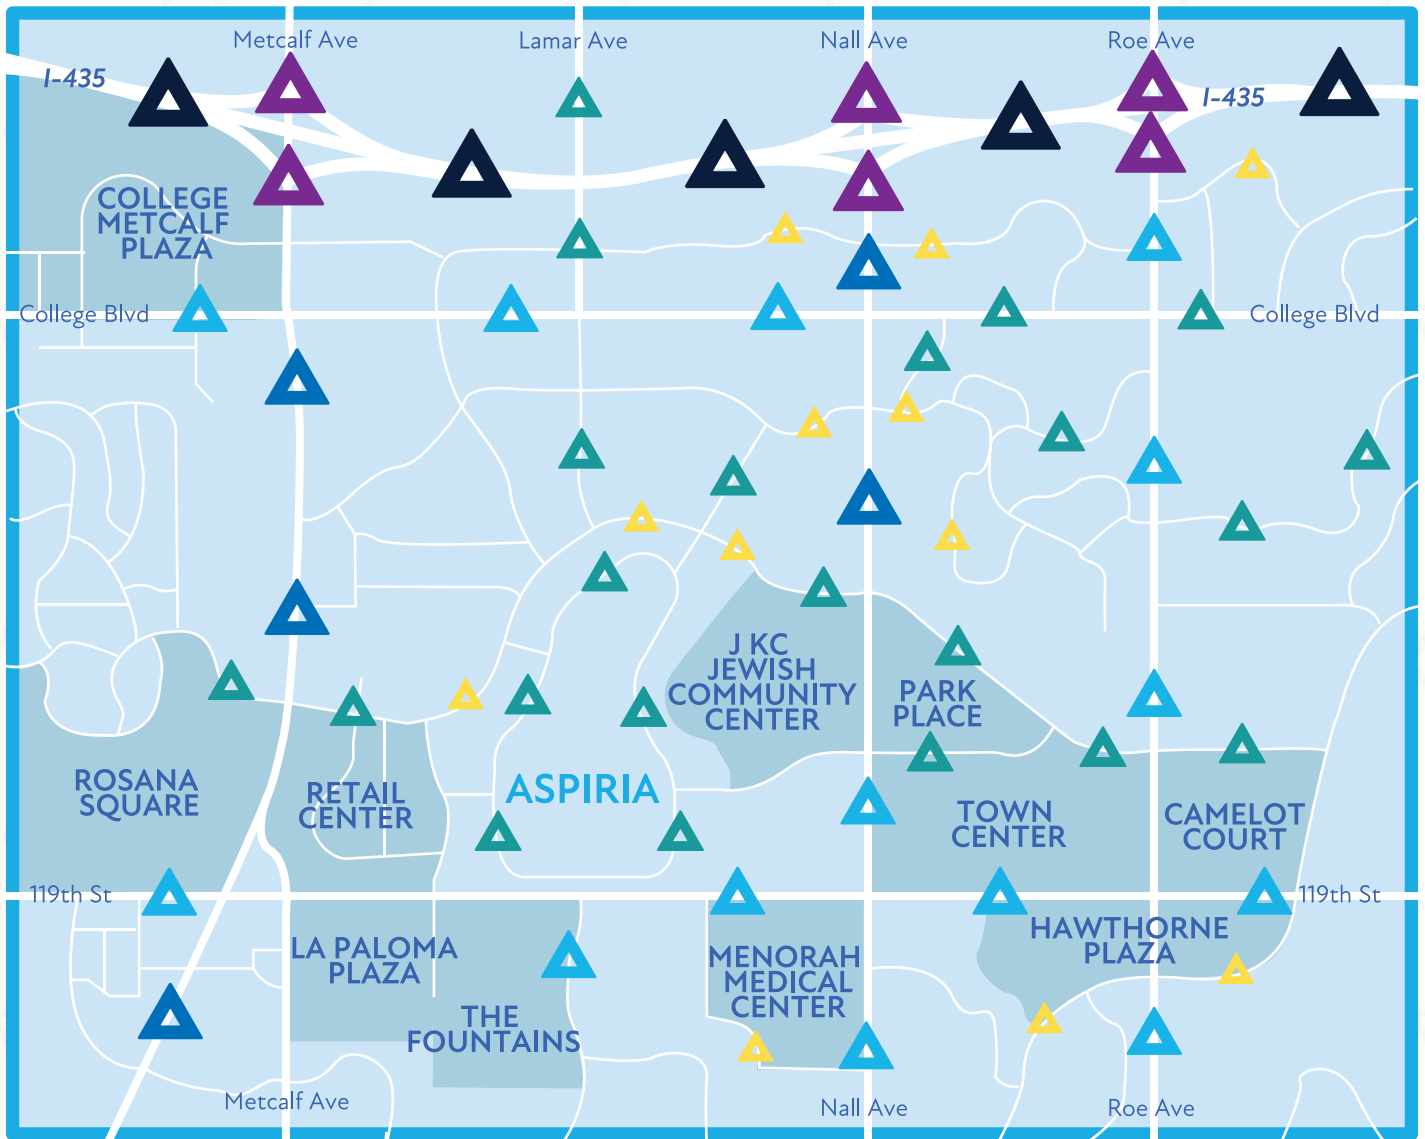 Metcalf Ave
Lamar Ave
Nall Ave
Roe Ave
I-435
I-435
COLLEGE
METCALF
PLAZA
College Blvd
College Blvd
J KC
JEWISH
COMMUNITY
CENTER
PARK
PLACE
ROSANA
SQUARE
RETAIL
CENTER
ASPIRIA
TOWN
CENTER
CAMELOT
COURT
119th St
119th St
LA PALOMA
PLAZA
THE
FOUNTAINS
MENORAH
MEDICAL
CENTER
HAWTHORNE
PLAZA
Metcalf Ave
Nall Ave
Roe Ave